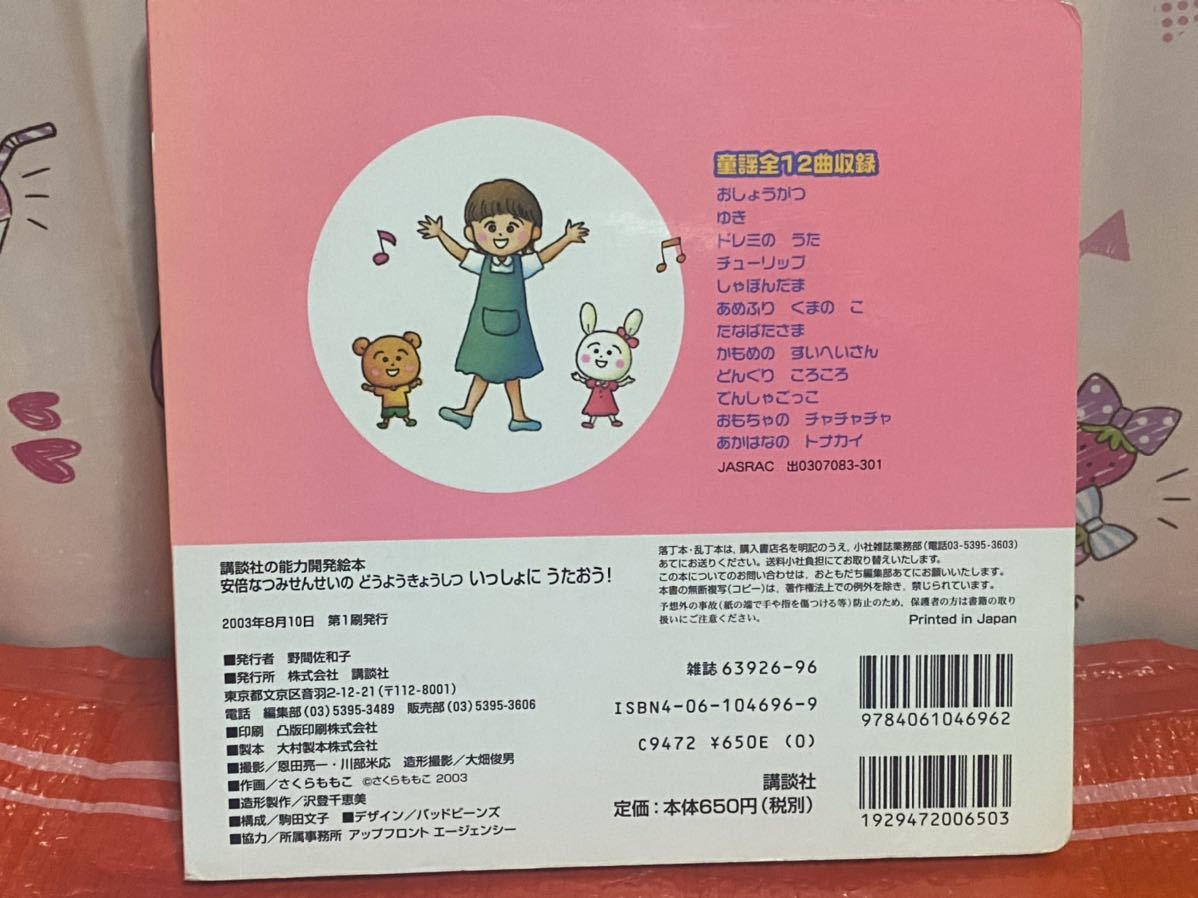 童謡全12曲収録
おしょうがつ
ゆき
ドレミの うた
チューリップ
しゃぼんだま
あめふり くまの こ
たなばたさま
かもめの すいへいさん
どんぐり ころころ
でんしゃごっこ
おもちゃの チャチャチャ
あかはなの トナカイ
JASRAC 出0307083-301
講談社の能力開発絵本
安倍なつみせんせいの どうようきょうしつ いっしょに うたおう!
2003年8月10日 第1刷発行
■発行者 野間佐和子
■発行所 株式会社 講談社
東京都文京区音羽2-12-21(〒112-8001)
電話 編集部(03)5395-3489 販売部(03)5395-3606
■印刷 凸版印刷株式会社
■製本 大村製本株式会社
■撮影/恩田亮一・川部米応 造形撮影/大畑俊男
■作画/さくらももこ ©さくらももこ 2003
■造形製作/沢登千恵美
■構成/駒田文子 ■デザイン/バッドビーンズ
■協力/所属事務所 アップフロント エージェンシー
落丁本・乱丁本は、購入書店名を明記のうえ、小社雑誌業務部(電話03-5395-3603)
あてにお送りください。送料小社負担にてお取り替えいたします。
この本についてのお問い合わせは、おともだち編集部あてにお願いいたします。
本書の無断複写(コピー)は、著作権法上での例外を除き、禁じられています。
予想外の事故(紙の端で手や指を傷つける等)防止のため、保護者の方は書籍の取り
扱いにご注意ください。
Printed in Japan
雑誌 63926-96
ISBN4-06-104696-9
C9472 ¥650E (0)
講談社
定価:本体650円(税別)
9784061046962
1929472006503